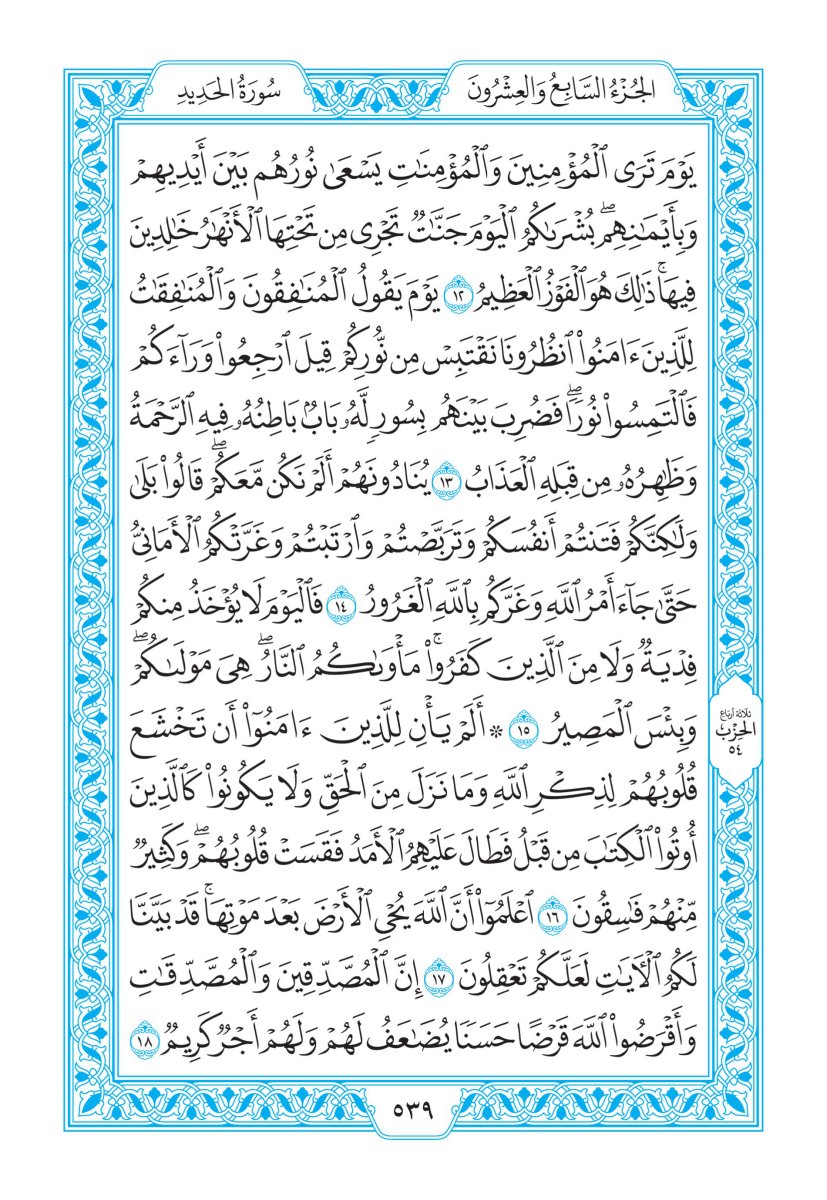 الجُزْءُ السَّابِعُ وَالعِشْرُونَ
سُورَةُ الحَدِيدِ
يَوْمَ تَرَى ٱلْمُؤْمِنِينَ وَٱلْمُؤْمِنَٰتِ يَسْعَىٰ نُورُهُم بَيْنَ أَيْدِيهِمْ
وَبِأَيْمَٰنِهِمۖ بُشْرَىٰكُمُ ٱلْيَوْمَ جَنَّٰتٌ تَجْرِى مِن تَحْتِهَا ٱلْأَنْهَٰرُ خَٰلِدِينَ
فِيهَاۚ ذَٰلِكَ هُوَ ٱلْفَوْزُ ٱلْعَظِيمُ ١٢ يَوْمَ يَقُولُ ٱلْمُنَٰفِقُونَ وَٱلْمُنَٰفِقَٰتُ
لِلَّذِينَ ءَامَنُوا۟ ٱنظُرُونَا نَقْتَبِسْ مِن نُّورِكُمْ قِيلَ ٱرْجِعُوا۟ وَرَآءَكُمْ
فَٱلْتَمِسُوا۟ نُورًاۖ فَضُرِبَ بَيْنَهُم بِسُورٍ لَّهُۥ بَابٌۢ بَاطِنُهُۥ فِيهِ ٱلرَّحْمَةُ
وَظَٰهِرُهُۥ مِن قِبَلِهِ ٱلْعَذَابُ ١٣ يُنَادُونَهُمْ أَلَمْ نَكُن مَّعَكُمْۖ قَالُوا۟ بَلَىٰ
وَلَٰكِنَّكُمْ فَتَنتُمْ أَنفُسَكُمْ وَتَرَبَّصْتُمْ وَٱرْتَبْتُمْ وَغَرَّتْكُمُ ٱلْأَمَانِىُّ
حَتَّىٰ جَآءَ أَمْرُ ٱللَّهِ وَغَرَّكُم بِٱللَّهِ ٱلْغَرُورُ ١٤ فَٱلْيَوْمَ لَا يُؤْخَذُ مِنكُمْ
فِدْيَةٌ وَلَا مِنَ ٱلَّذِينَ كَفَرُوا۟ۚ مَأْوَىٰكُمُ ٱلنَّارُۖ هِىَ مَوْلَىٰكُمْۖ
وَبِئْسَ ٱلْمَصِيرُ ١٥ ۞ أَلَمْ يَأْنِ لِلَّذِينَ ءَامَنُوٓا۟ أَن تَخْشَعَ
ثلاثة أرباع
الحِزْب
٥٤
قُلُوبُهُمْ لِذِكْرِ ٱللَّهِ وَمَا نَزَلَ مِنَ ٱلْحَقِّ وَلَا يَكُونُوا۟ كَٱلَّذِينَ
أُوتُوا۟ ٱلْكِتَٰبَ مِن قَبْلُ فَطَالَ عَلَيْهِمُ ٱلْأَمَدُ فَقَسَتْ قُلُوبُهُمْۖ وَكَثِيرٌ
مِّنْهُمْ فَٰسِقُونَ ١٦ ٱعْلَمُوٓا۟ أَنَّ ٱللَّهَ يُحْىِ ٱلْأَرْضَ بَعْدَ مَوْتِهَاۚ قَدْ بَيَّنَّا
لَكُمُ ٱلْءَايَٰتِ لَعَلَّكُمْ تَعْقِلُونَ ١٧ إِنَّ ٱلْمُصَّدِّقِينَ وَٱلْمُصَّدِّقَٰتِ
وَأَقْرَضُوا۟ ٱللَّهَ قَرْضًا حَسَنًا يُضَٰعَفُ لَهُمْ وَلَهُمْ أَجْرٌ كَرِيمٌ ١٨
٥٣٩